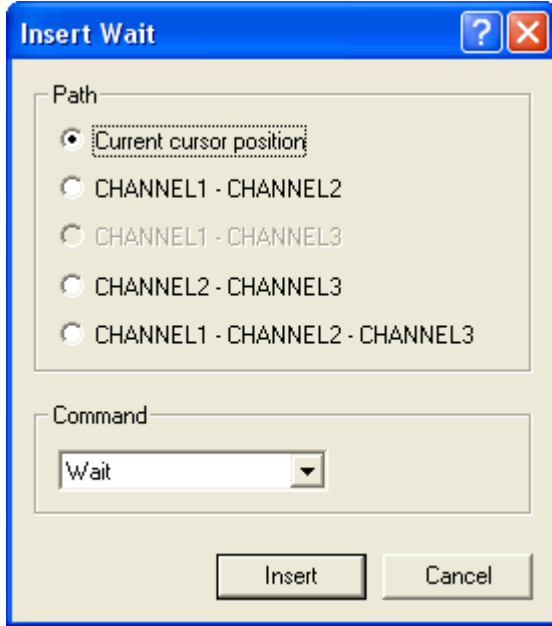 Insert Wait
?
Path
Current cursor position
CHANNEL1 - CHANNEL2
CHANNEL1 - CHANNEL3
CHANNEL2 - CHANNEL3
CHANNEL1 - CHANNEL2 - CHANNEL3
Command
Wait
Insert Cancel